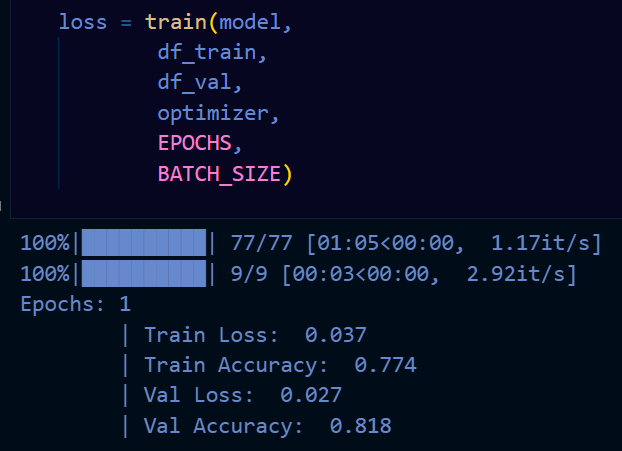 loss = train(model,
df_train,
df_val,
optimizer,
EPOCHS,
BATCH_SIZE)
100%|██████████| 77/77 [01:05<00:00,  1.17it/s]
100%|██████████| 9/9 [00:03<00:00,  2.92it/s]
Epochs: 1
| Train Loss:  0.037
| Train Accuracy:  0.774
| Val Loss:  0.027
| Val Accuracy:  0.818